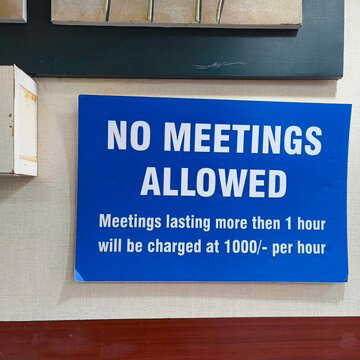 NO MEETINGS
ALLOWED
Meetings lasting more then 1 hour
will be charged at 1000/- per hour